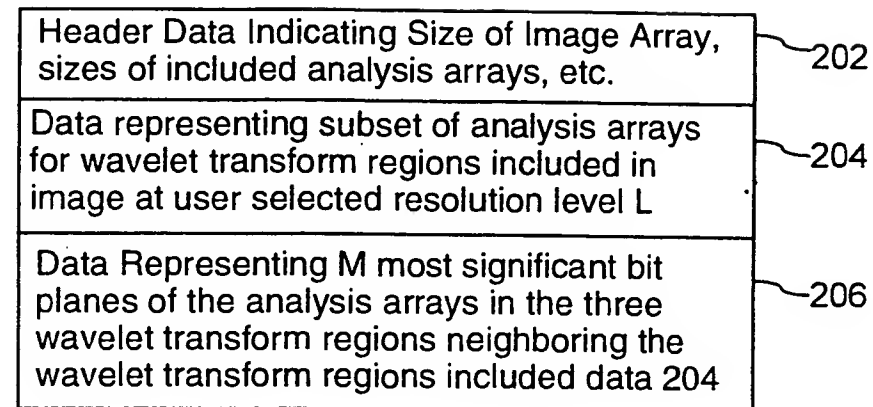 Header Data Indicating Size of Image Array,
sizes of included analysis arrays, etc.
202
Data representing subset of analysis arrays
for wavelet transform regions included in
image at user selected resolution level L
204
Data Representing M most significant bit
planes of the analysis arrays in the three
wavelet transform regions neighboring the
wavelet transform regions included data 204
206